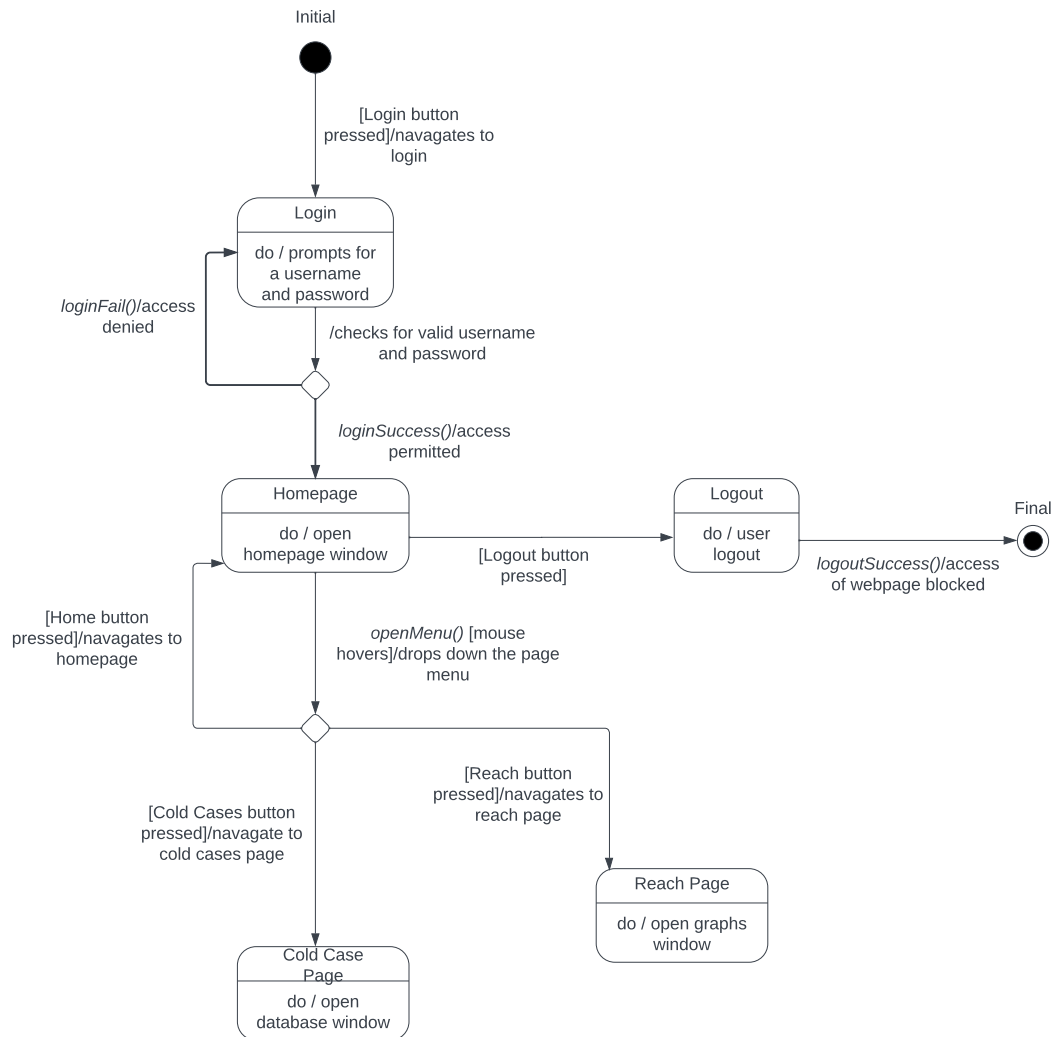 Initial
[Login button
pressed]/navagates to
login
Login
do / prompts for
a username
and password
loginFail()/access
denied
/checks for valid username
and password
loginSuccess()/access
permitted
Homepage
do / open
homepage window
[Logout button
pressed]
Logout
do / user
logout
Final
logoutSuccess()/access
of webpage blocked
[Home button
pressed]/navagates to
homepage
openMenu() [mouse
hovers]/drops down the page
menu
[Reach button
pressed]/navagates to
reach page
[Cold Cases button
pressed]/navagate to
cold cases page
Reach Page
do / open graphs
window
Cold Case
Page
do / open
database window